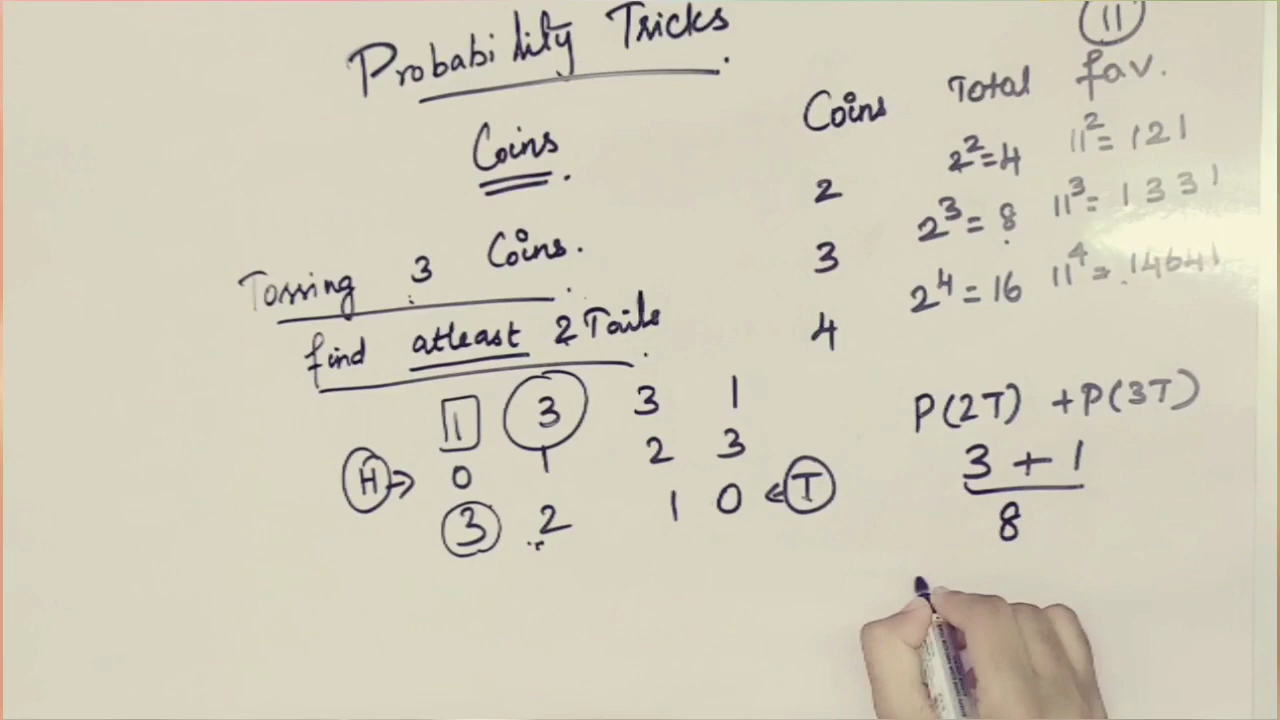 Probability Tricks.
Coins.
Tossing 3 Coins.
find atleast 2 Tails.
1 3 3 1
H→ 0 1 2 3
3 2 1 0 ←T
11
Coins Total fav.
2 2²=4 11²=121
3 2³=8 11³=1331
4 2⁴=16 11⁴=14641
P(2T) +P(3T)
3 + 1
8